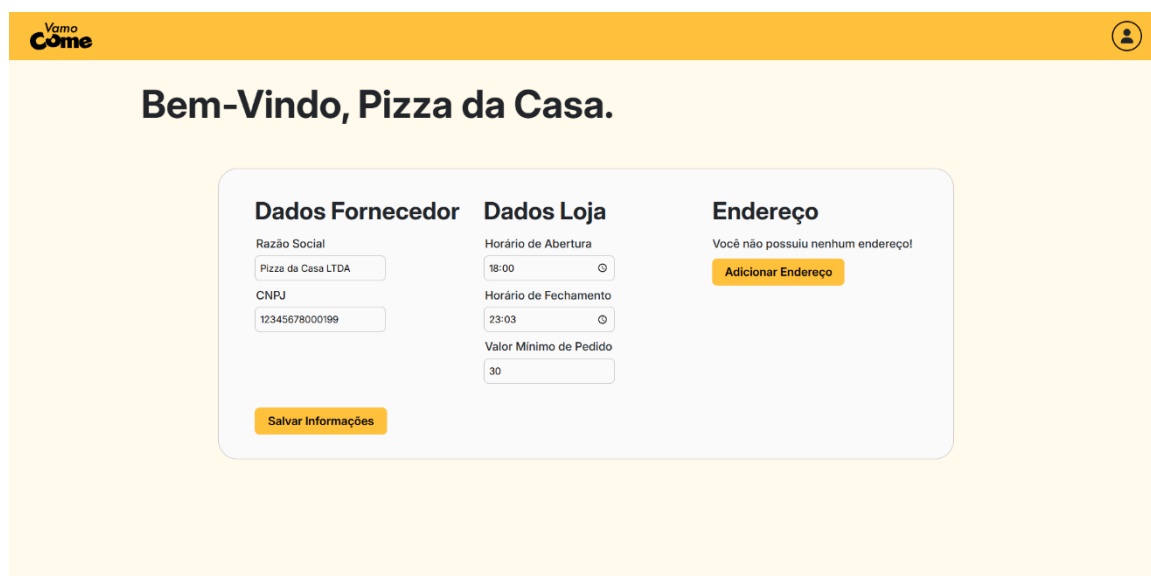 Vamo
Come
Bem-Vindo, Pizza da Casa.
Dados Fornecedor
Razão Social
Pizza da Casa LTDA
CNPJ
12345678000199
Salvar Informações
Dados Loja
Horário de Abertura
18:00
Horário de Fechamento
23:03
Valor Mínimo de Pedido
30
Endereço
Você não possuiu nenhum endereço!
Adicionar Endereço